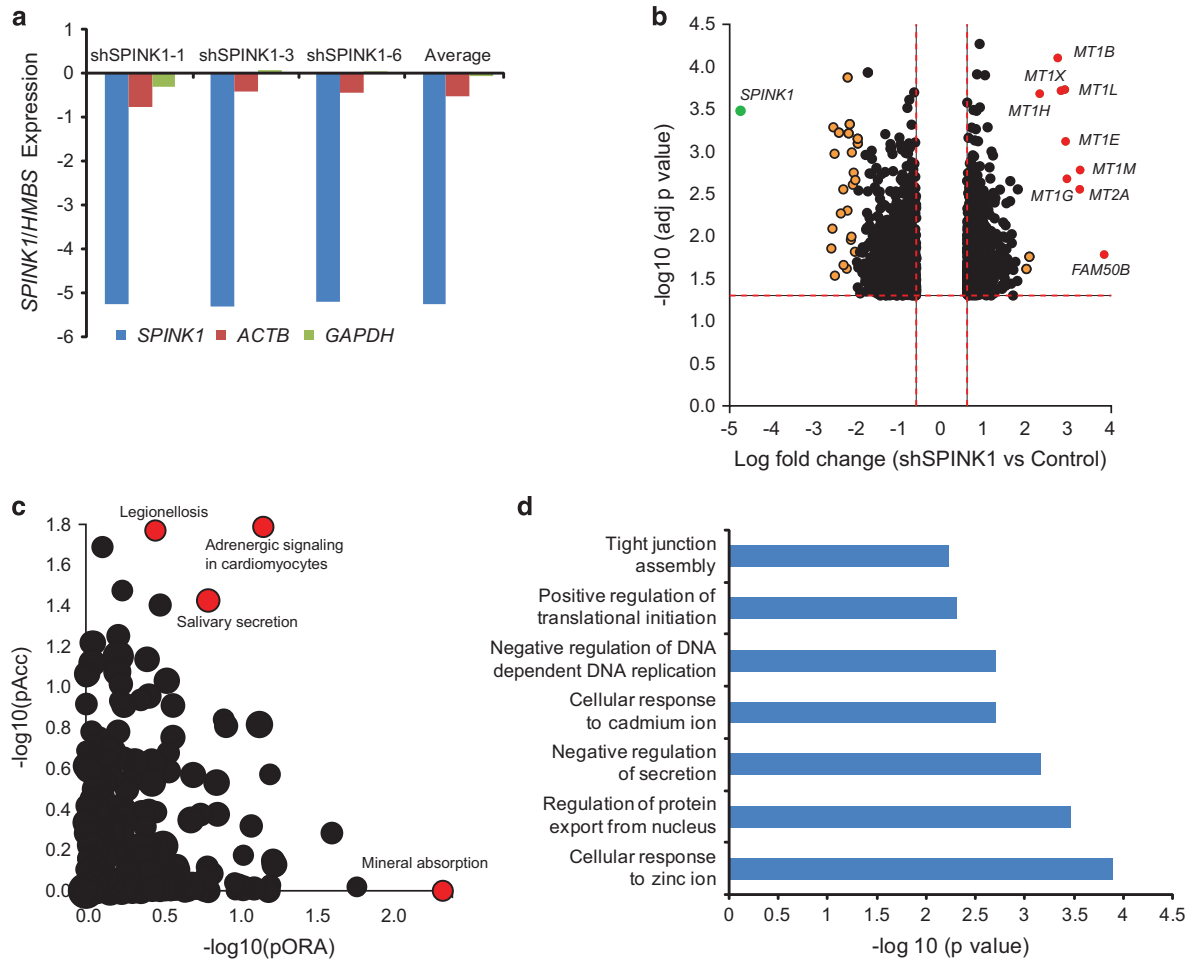 a
1
0
-1
-2
-3
-4
-5
-6
SPINK1/HMBS Expression
shSPINK1-1 shSPINK1-3 shSPINK1-6 Average
SPINK1 ACTB GAPDH
b
4.5
4.0
3.5
3.0
2.5
2.0
1.5
1.0
0.5
0.0
-log10 (adj p value)
SPINK1
MT1B
MT1X
MT1L
MT1H
MT1E
MT1M
MT1G
MT2A
FAM50B
-5 -4 -3 -2 -1 0 1 2 3 4
Log fold change (shSPINK1 vs Control)
c
1.8
1.6
1.4
1.2
1.0
0.8
0.6
0.4
0.2
0.0
-log10(pAcc)
Legionellosis
Adrenergic signaling
in cardiomyocytes
Salivary secretion
Mineral absorption
0.0 0.5 1.0 1.5 2.0
-log10(pORA)
d
Tight junction
assembly
Positive regulation of
translational initiation
Negative regulation of DNA
dependent DNA replication
Cellular response
to cadmium ion
Negative regulation
of secretion
Regulation of protein
export from nucleus
Cellular response
to zinc ion
0 0.5 1 1.5 2 2.5 3 3.5 4 4.5
-log 10 (p value)